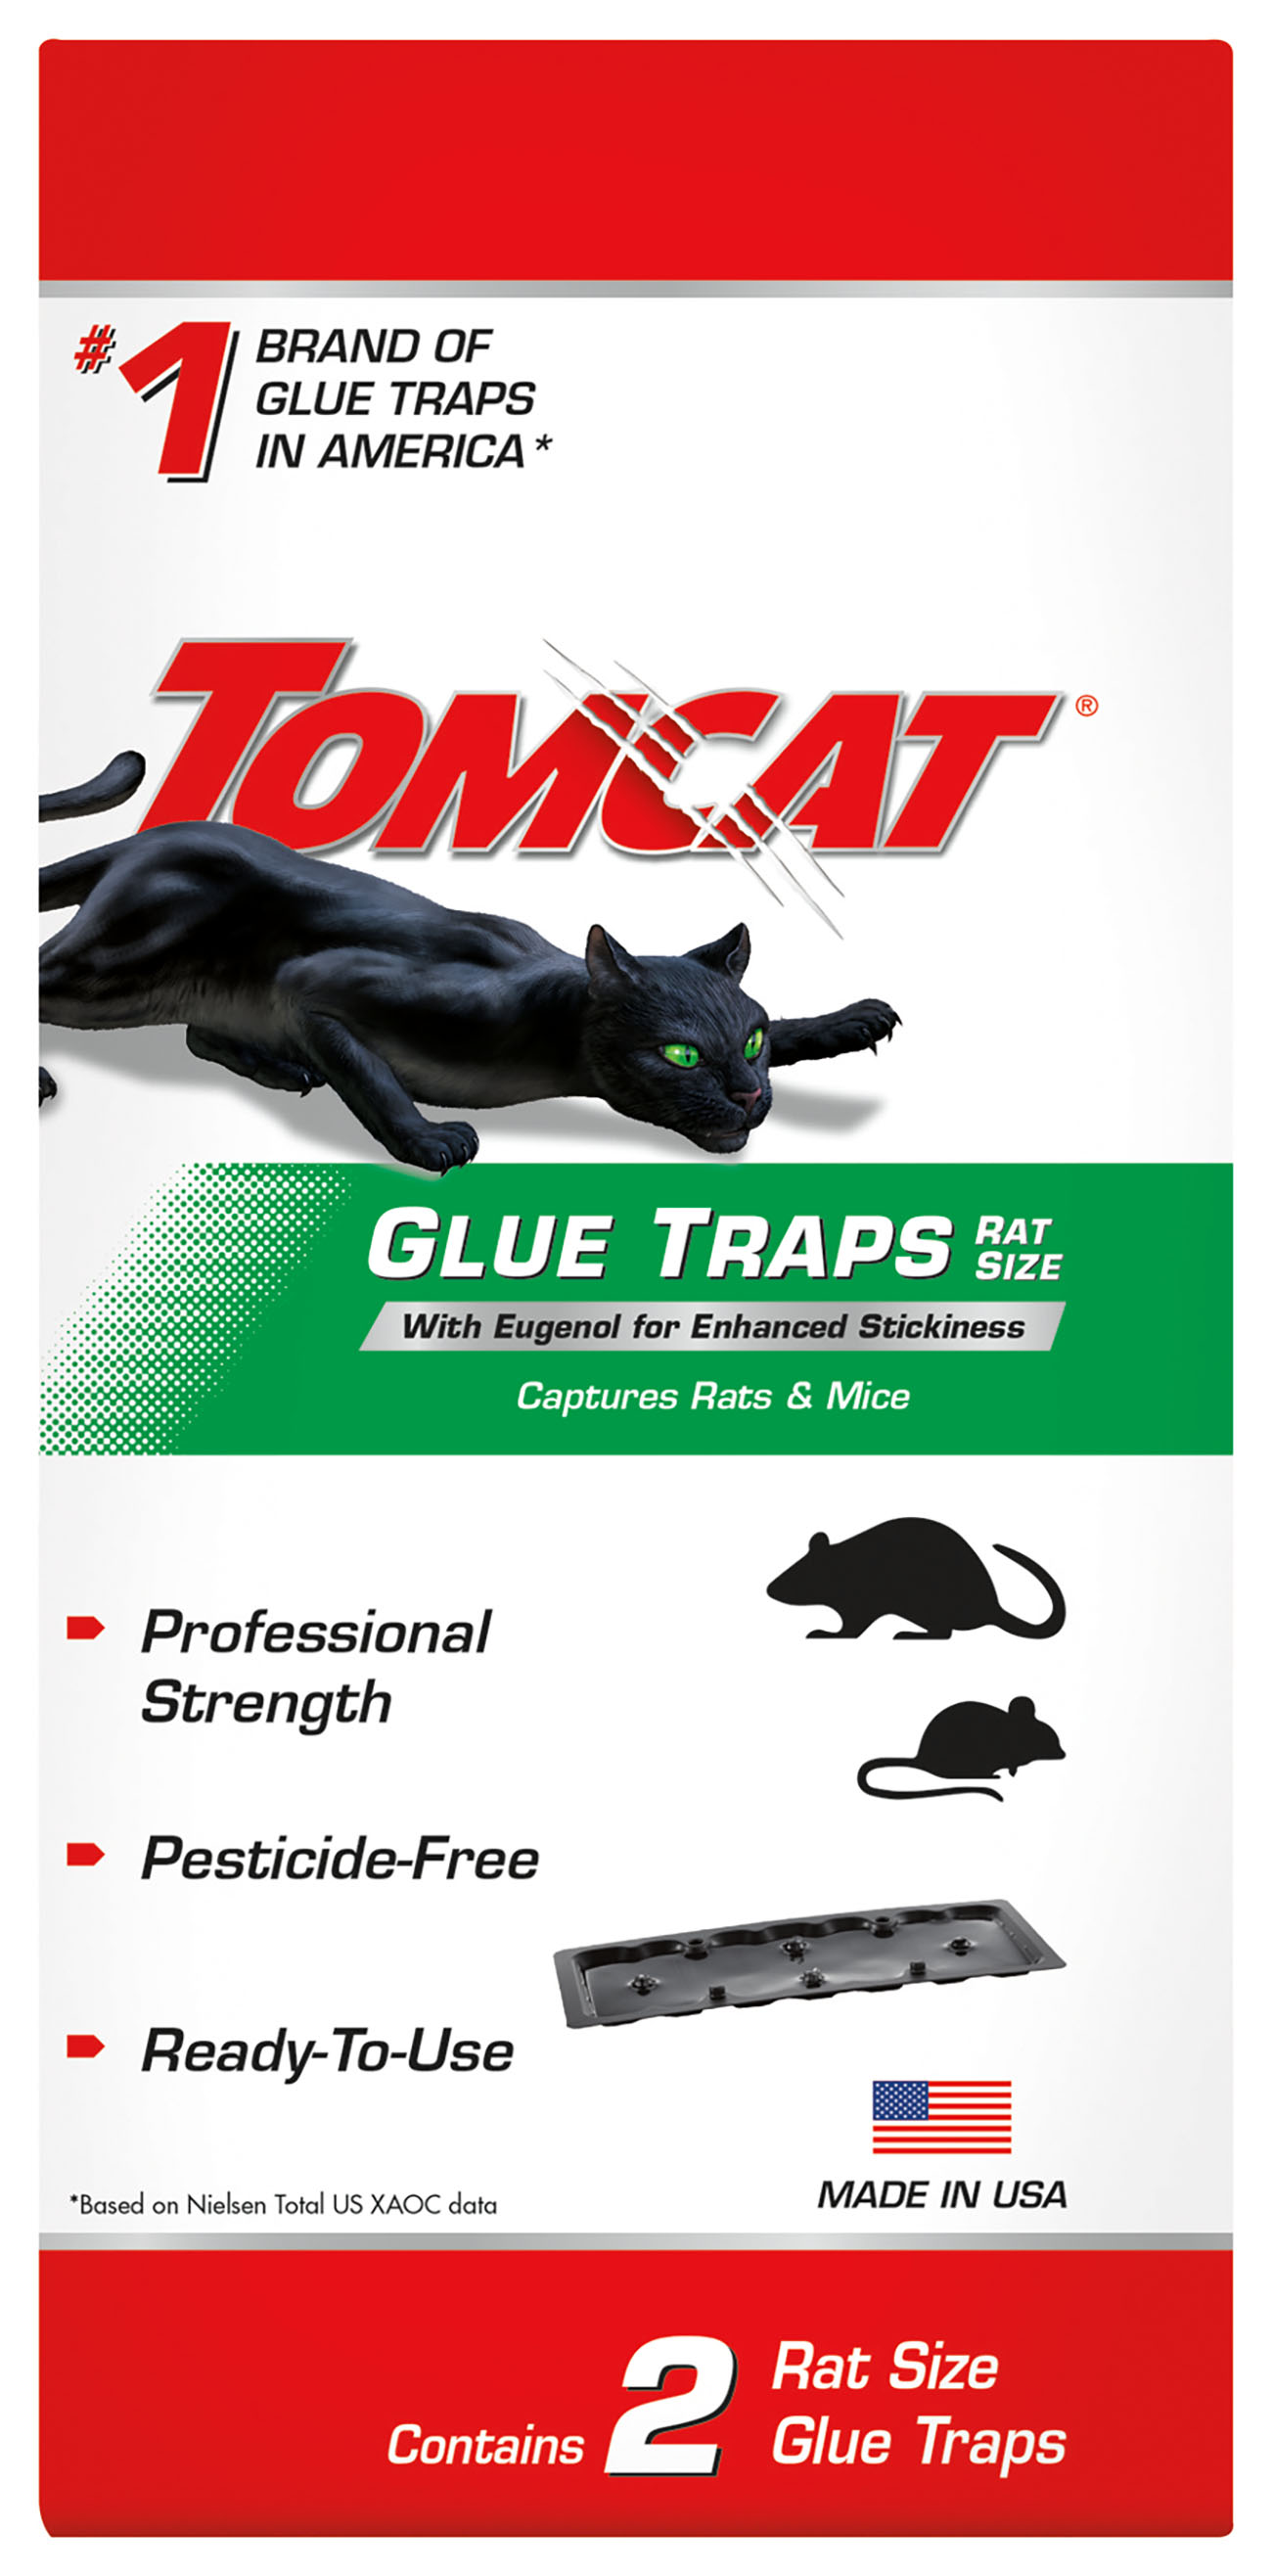 #1 BRAND OF
GLUE TRAPS
IN AMERICA*
TOMCAT®
GLUE TRAPS RAT
SIZE
With Eugenol for Enhanced Stickiness
Captures Rats & Mice
Professional
Strength
Pesticide-Free
Ready-To-Use
*Based on Nielsen Total US XAOC data
MADE IN USA
Contains 2 Rat Size
Glue Traps